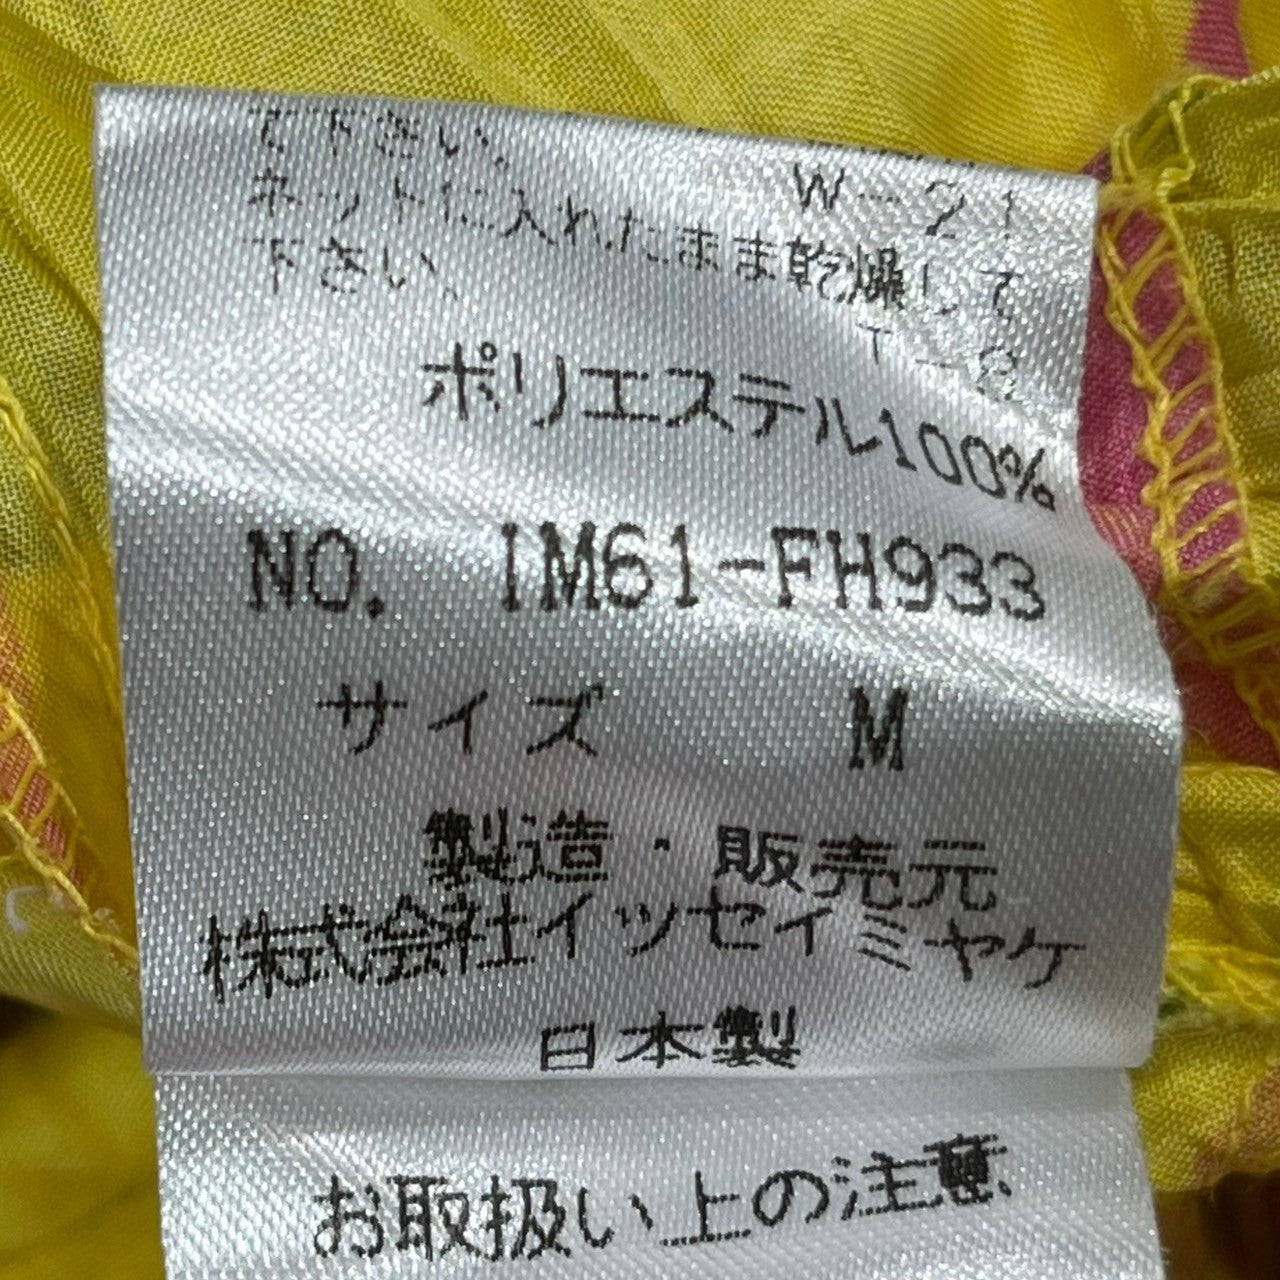 て下さい。
W-21
ネットに入れたまま乾燥して
下さい。
T-8
ポリエステル100%
NO. IM61-FH933
サイズ M
製造・販売元
株式会社イッセイミヤケ
日本製
お取扱い上の注意